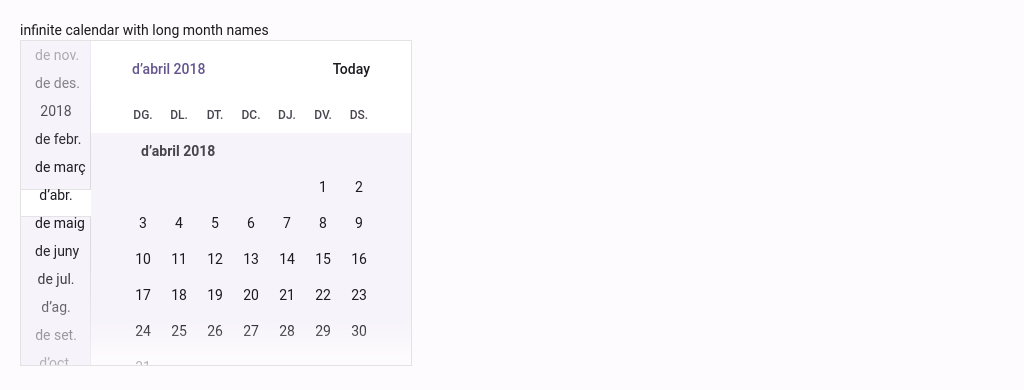 infinite calendar with long month names
de nov.
de des.
2018
de febr.
de març
d’abr.
de maig
de juny
de jul.
d’ag.
de set.
d’oct.
d’abril 2018 Today
DG. DL. DT. DC. DJ. DV. DS.
d’abril 2018
1 2
3 4 5 6 7 8 9
10 11 12 13 14 15 16
17 18 19 20 21 22 23
24 25 26 27 28 29 30
31